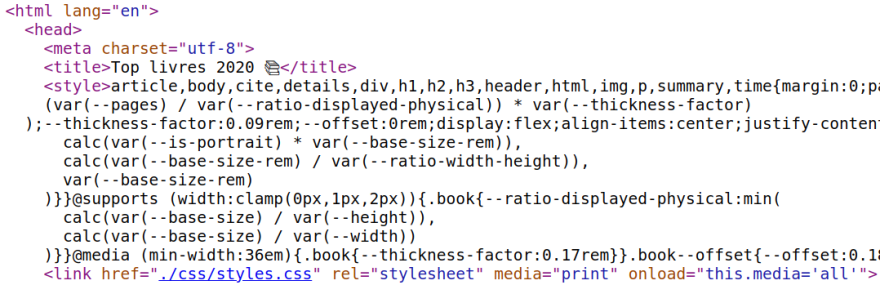 <html lang="en">
<head>
<meta charset="utf-8">
<title>Top livres 2020 📚</title>
<style>article,body,cite,details,div,h1,h2,h3,header,html,img,p,summary,time{margin:0;pa
(var(--pages) / var(--ratio-displayed-physical)) * var(--thickness-factor)
);--thickness-factor:0.09rem;--offset:0rem;display:flex;align-items:center;justify-content
calc(var(--is-portrait) * var(--base-size-rem)),
calc(var(--base-size-rem) / var(--ratio-width-height)),
var(--base-size-rem)
)}}@supports (width:clamp(0px,1px,2px)){.book{--ratio-displayed-physical:min(
calc(var(--base-size) / var(--height)),
calc(var(--base-size) / var(--width))
)}}@media (min-width:36em){.book{--thickness-factor:0.17rem}}.book--offset{--offset:0.18
<link href="./css/styles.css" rel="stylesheet" media="print" onload="this.media='all'">